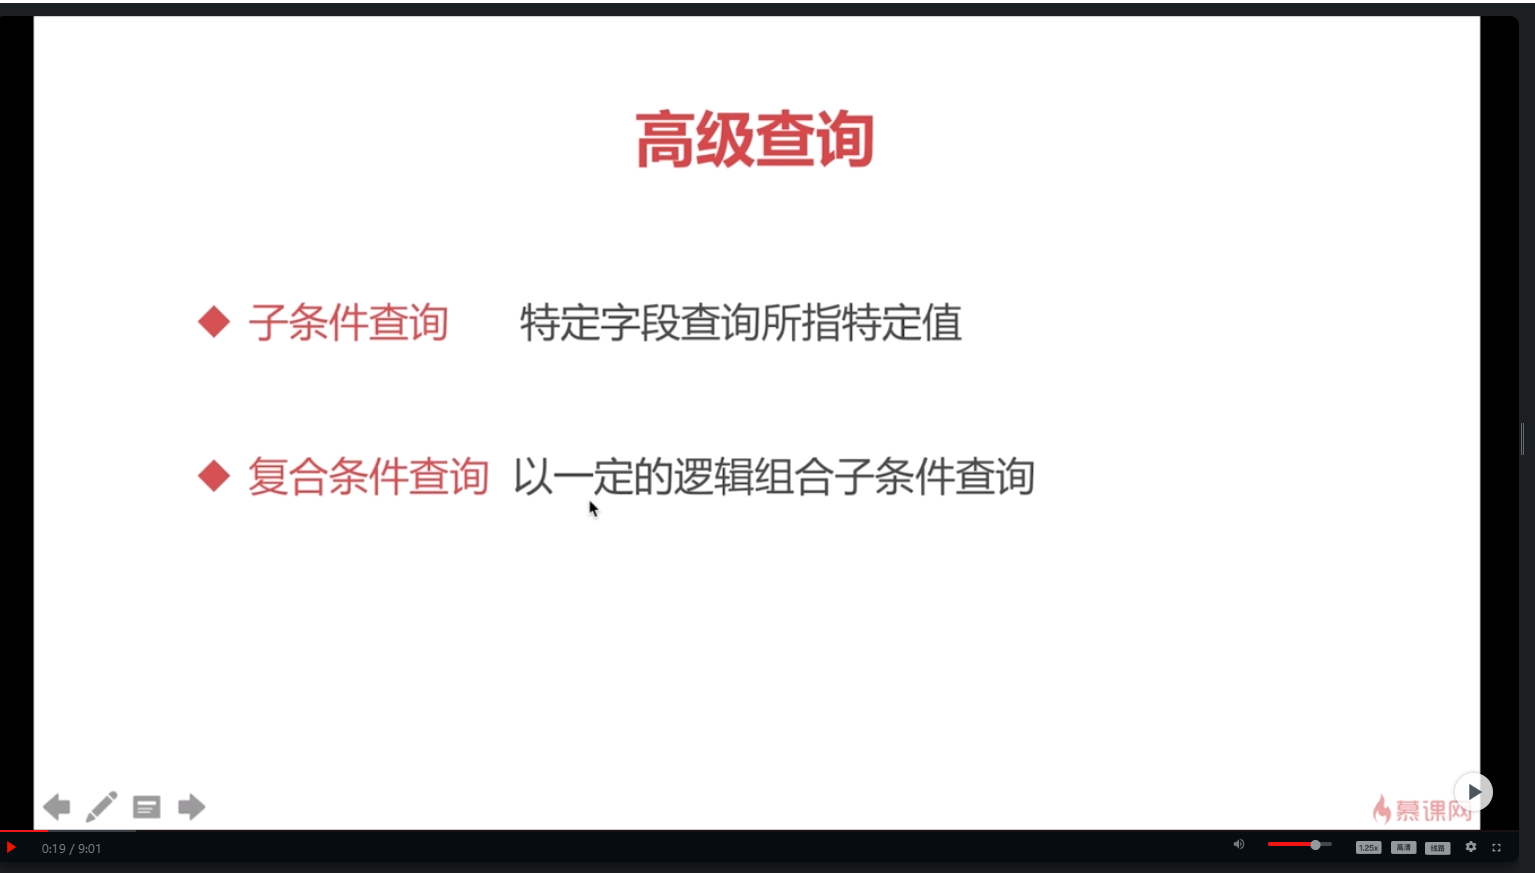 高级查询
子条件查询 特定字段查询所指特定值
复合条件查询 以一定的逻辑组合子条件查询
慕课网
0:19 / 9:01
1.25x 高清 线路